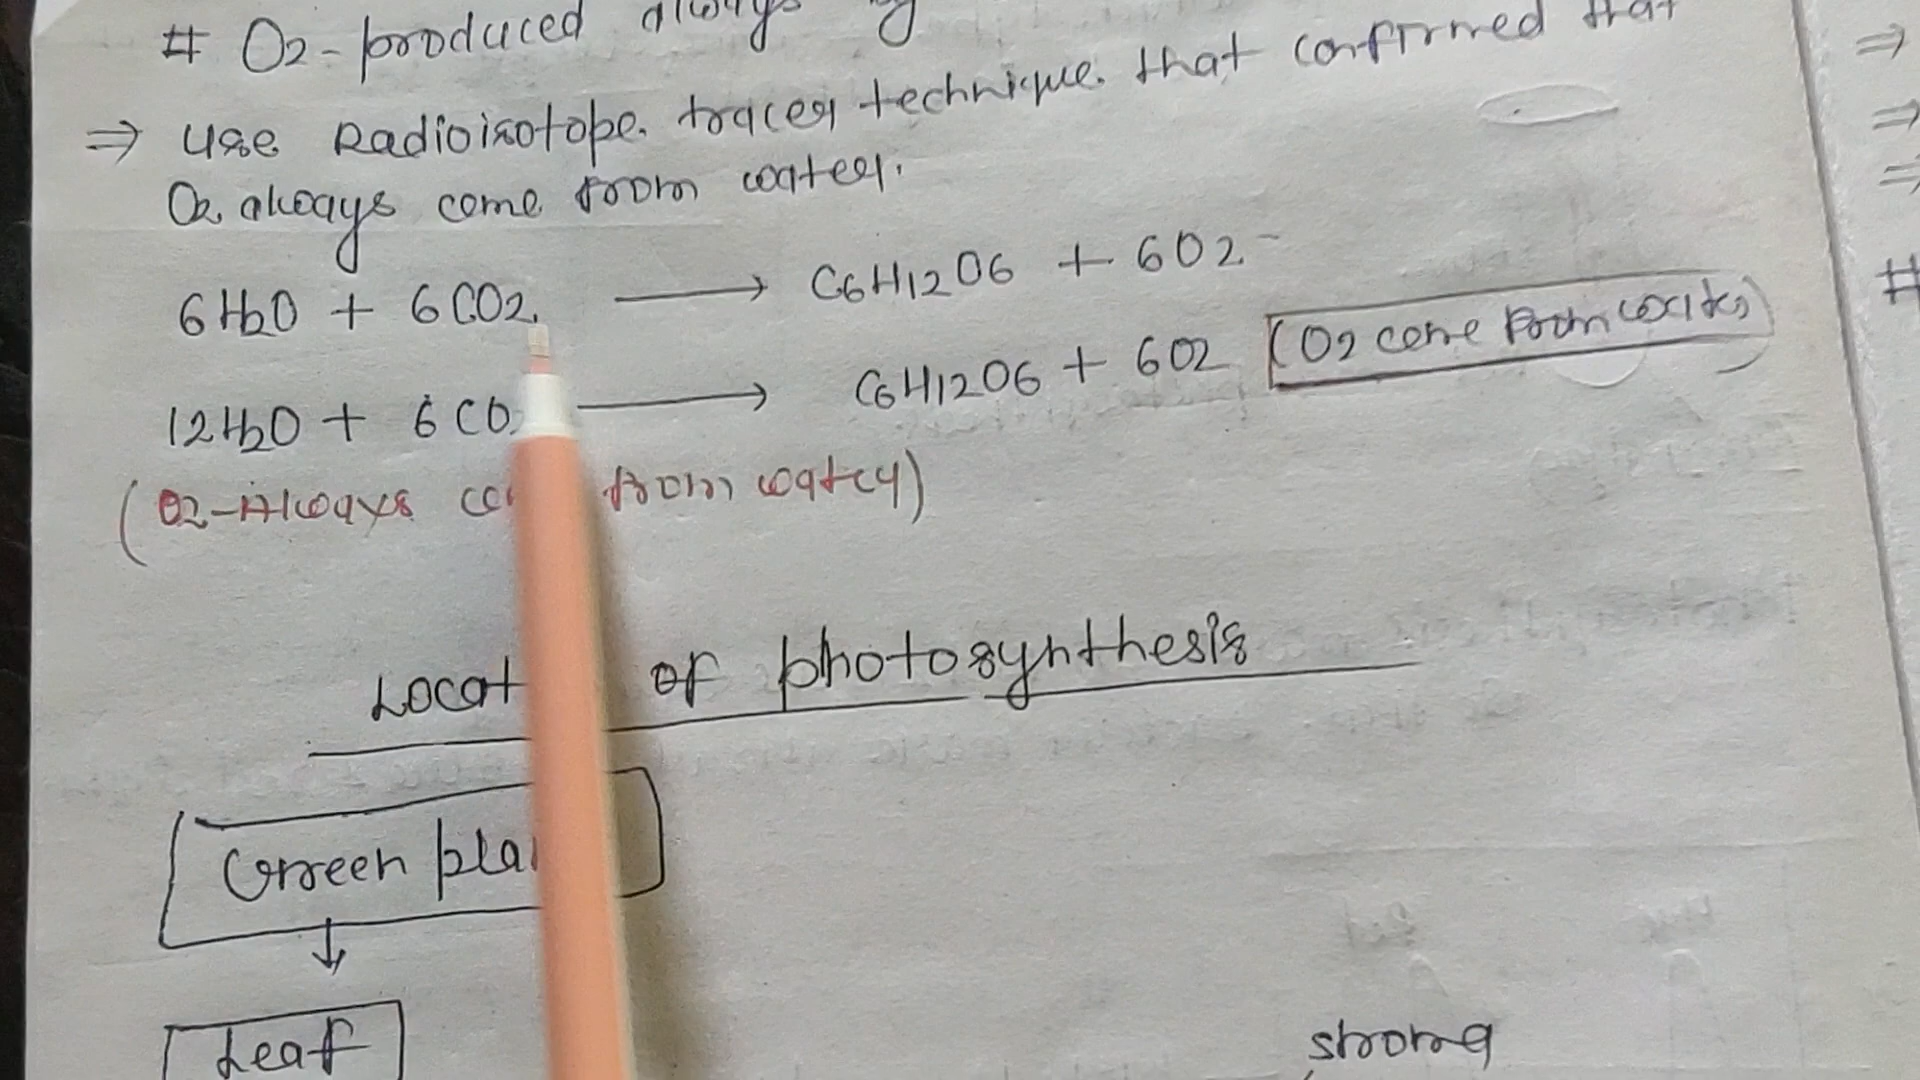 # O2-produced always
⇒ Use Radioisotope tracer technique that confirmed that
O2 always come from water.
6H2O + 6CO2 ⟶ C6H12O6 + 6O2
12H2O + 6CO ⟶ C6H12O6 + 6O2 (O2 come from water)
(O2-Always from water)
of photosynthesis
Green
↓
Leaf
strong